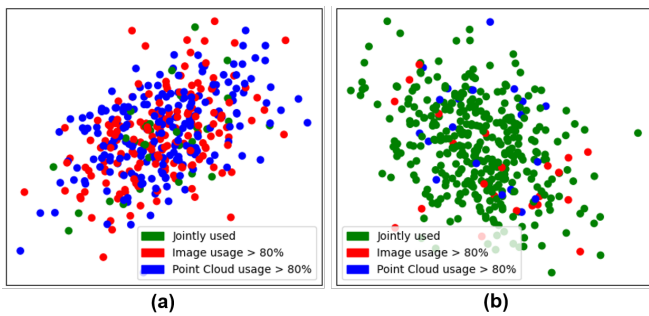 Jointly used
Image usage > 80%
Point Cloud usage > 80%
Jointly used
Image usage > 80%
Point Cloud usage > 80%
(a)
(b)